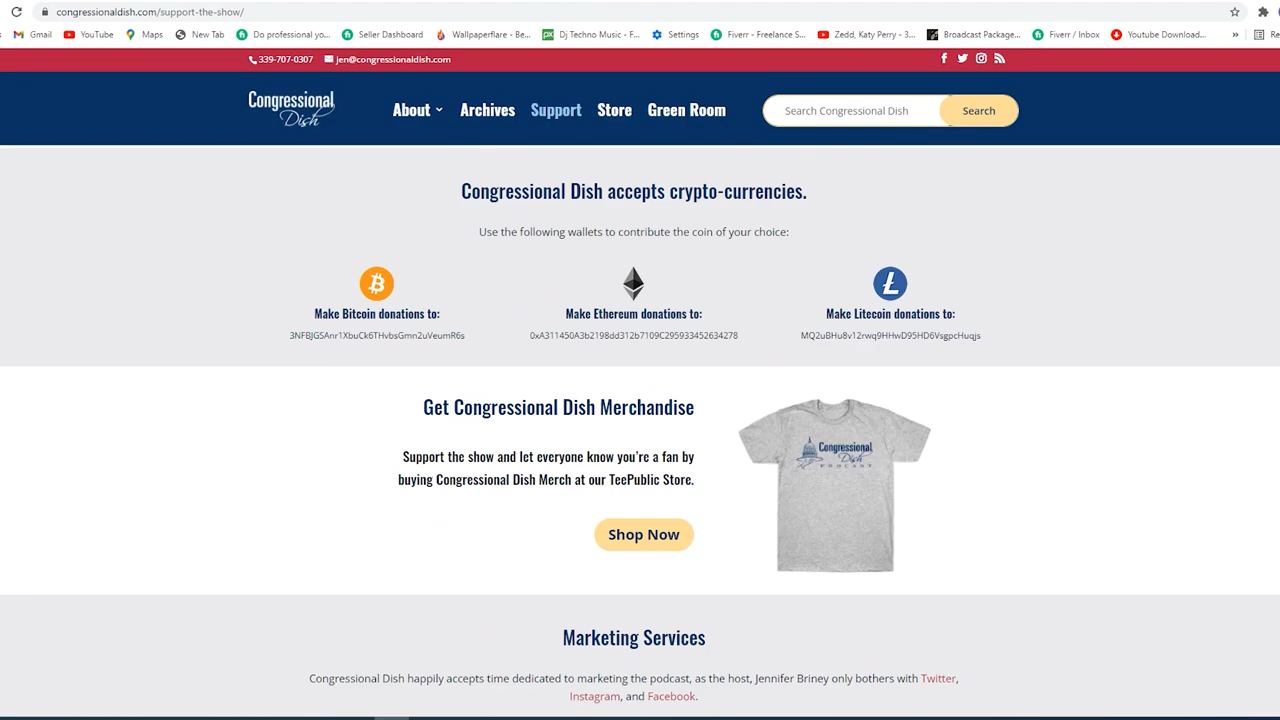 congressionaldish.com/support-the-show/
Gmail YouTube Maps New Tab Do professional yo... Seller Dashboard Wallpaperflare - Be... Dj Techno Music - F... Settings Fiverr - Freelance S... Zedd, Katy Perry - 3... Broadcast Package... Fiverr / Inbox Youtube Download... » Re
339-707-0307 jen@congressionaldish.com
Congressional Dish
About Archives Support Store Green Room
Search Congressional Dish Search
Congressional Dish accepts crypto-currencies.
Use the following wallets to contribute the coin of your choice:
Make Bitcoin donations to: Make Ethereum donations to: Make Litecoin donations to:
3NFBJGSAnr1XbuCk6THvbsGmn2uVeumR6s 0xA311450A3b2198dd312b7109C295933452634278 MQ2uBHu8v12rwq9HHwD95HD6VsgpcHuqjs
Get Congressional Dish Merchandise
Support the show and let everyone know you're a fan by
buying Congressional Dish Merch at our TeePublic Store.
Shop Now
Congressional
Dish
PODCAST
Marketing Services
Congressional Dish happily accepts time dedicated to marketing the podcast, as the host, Jennifer Briney only bothers with Twitter,
Instagram, and Facebook.